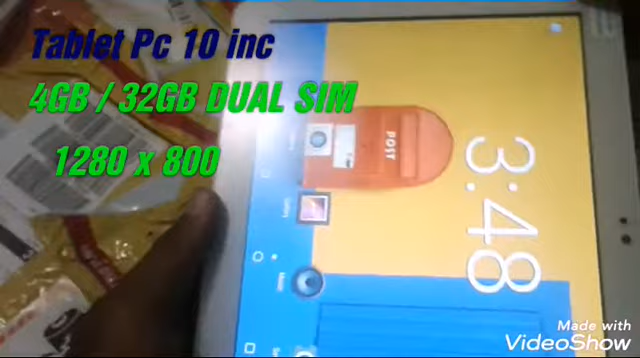 Tablet Pc 10 inc
4GB / 32GB DUAL SIM
1280 x 800
POST
3:48
Made with
VideoShow